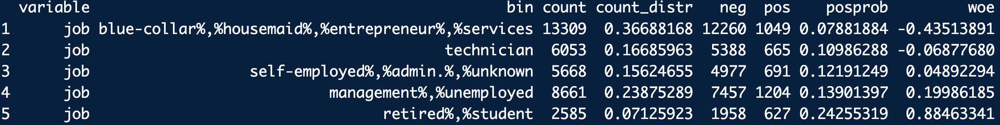 variable bin count count_distr neg pos posprob woe
1 job blue-collar%,%housemaid%,%entrepreneur%,%services 13309 0.36688168 12260 1049 0.07881884 -0.43513891
2 job technician 6053 0.16685963 5388 665 0.10986288 -0.06877680
3 job self-employed%,%admin.%,%unknown 5668 0.15624655 4977 691 0.12191249 0.04892294
4 job management%,%unemployed 8661 0.23875289 7457 1204 0.13901397 0.19986185
5 job retired%,%student 2585 0.07125923 1958 627 0.24255319 0.88463341